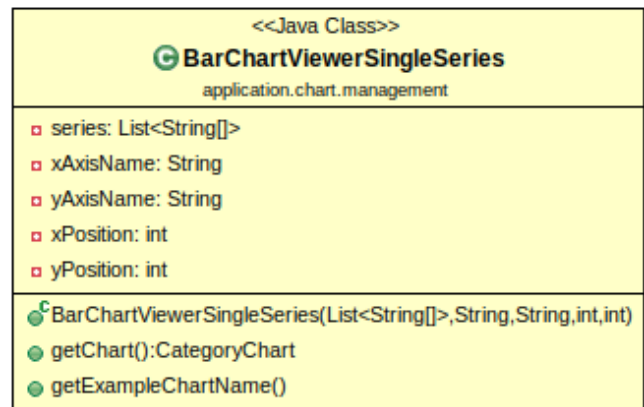 <<Java Class>>
C BarChartViewerSingleSeries
application.chart.management
series: List<String[]>
xAxisName: String
yAxisName: String
xPosition: int
yPosition: int
C BarChartViewerSingleSeries(List<String[]>,String,String,int,int)
getChart():CategoryChart
getExampleChartName()